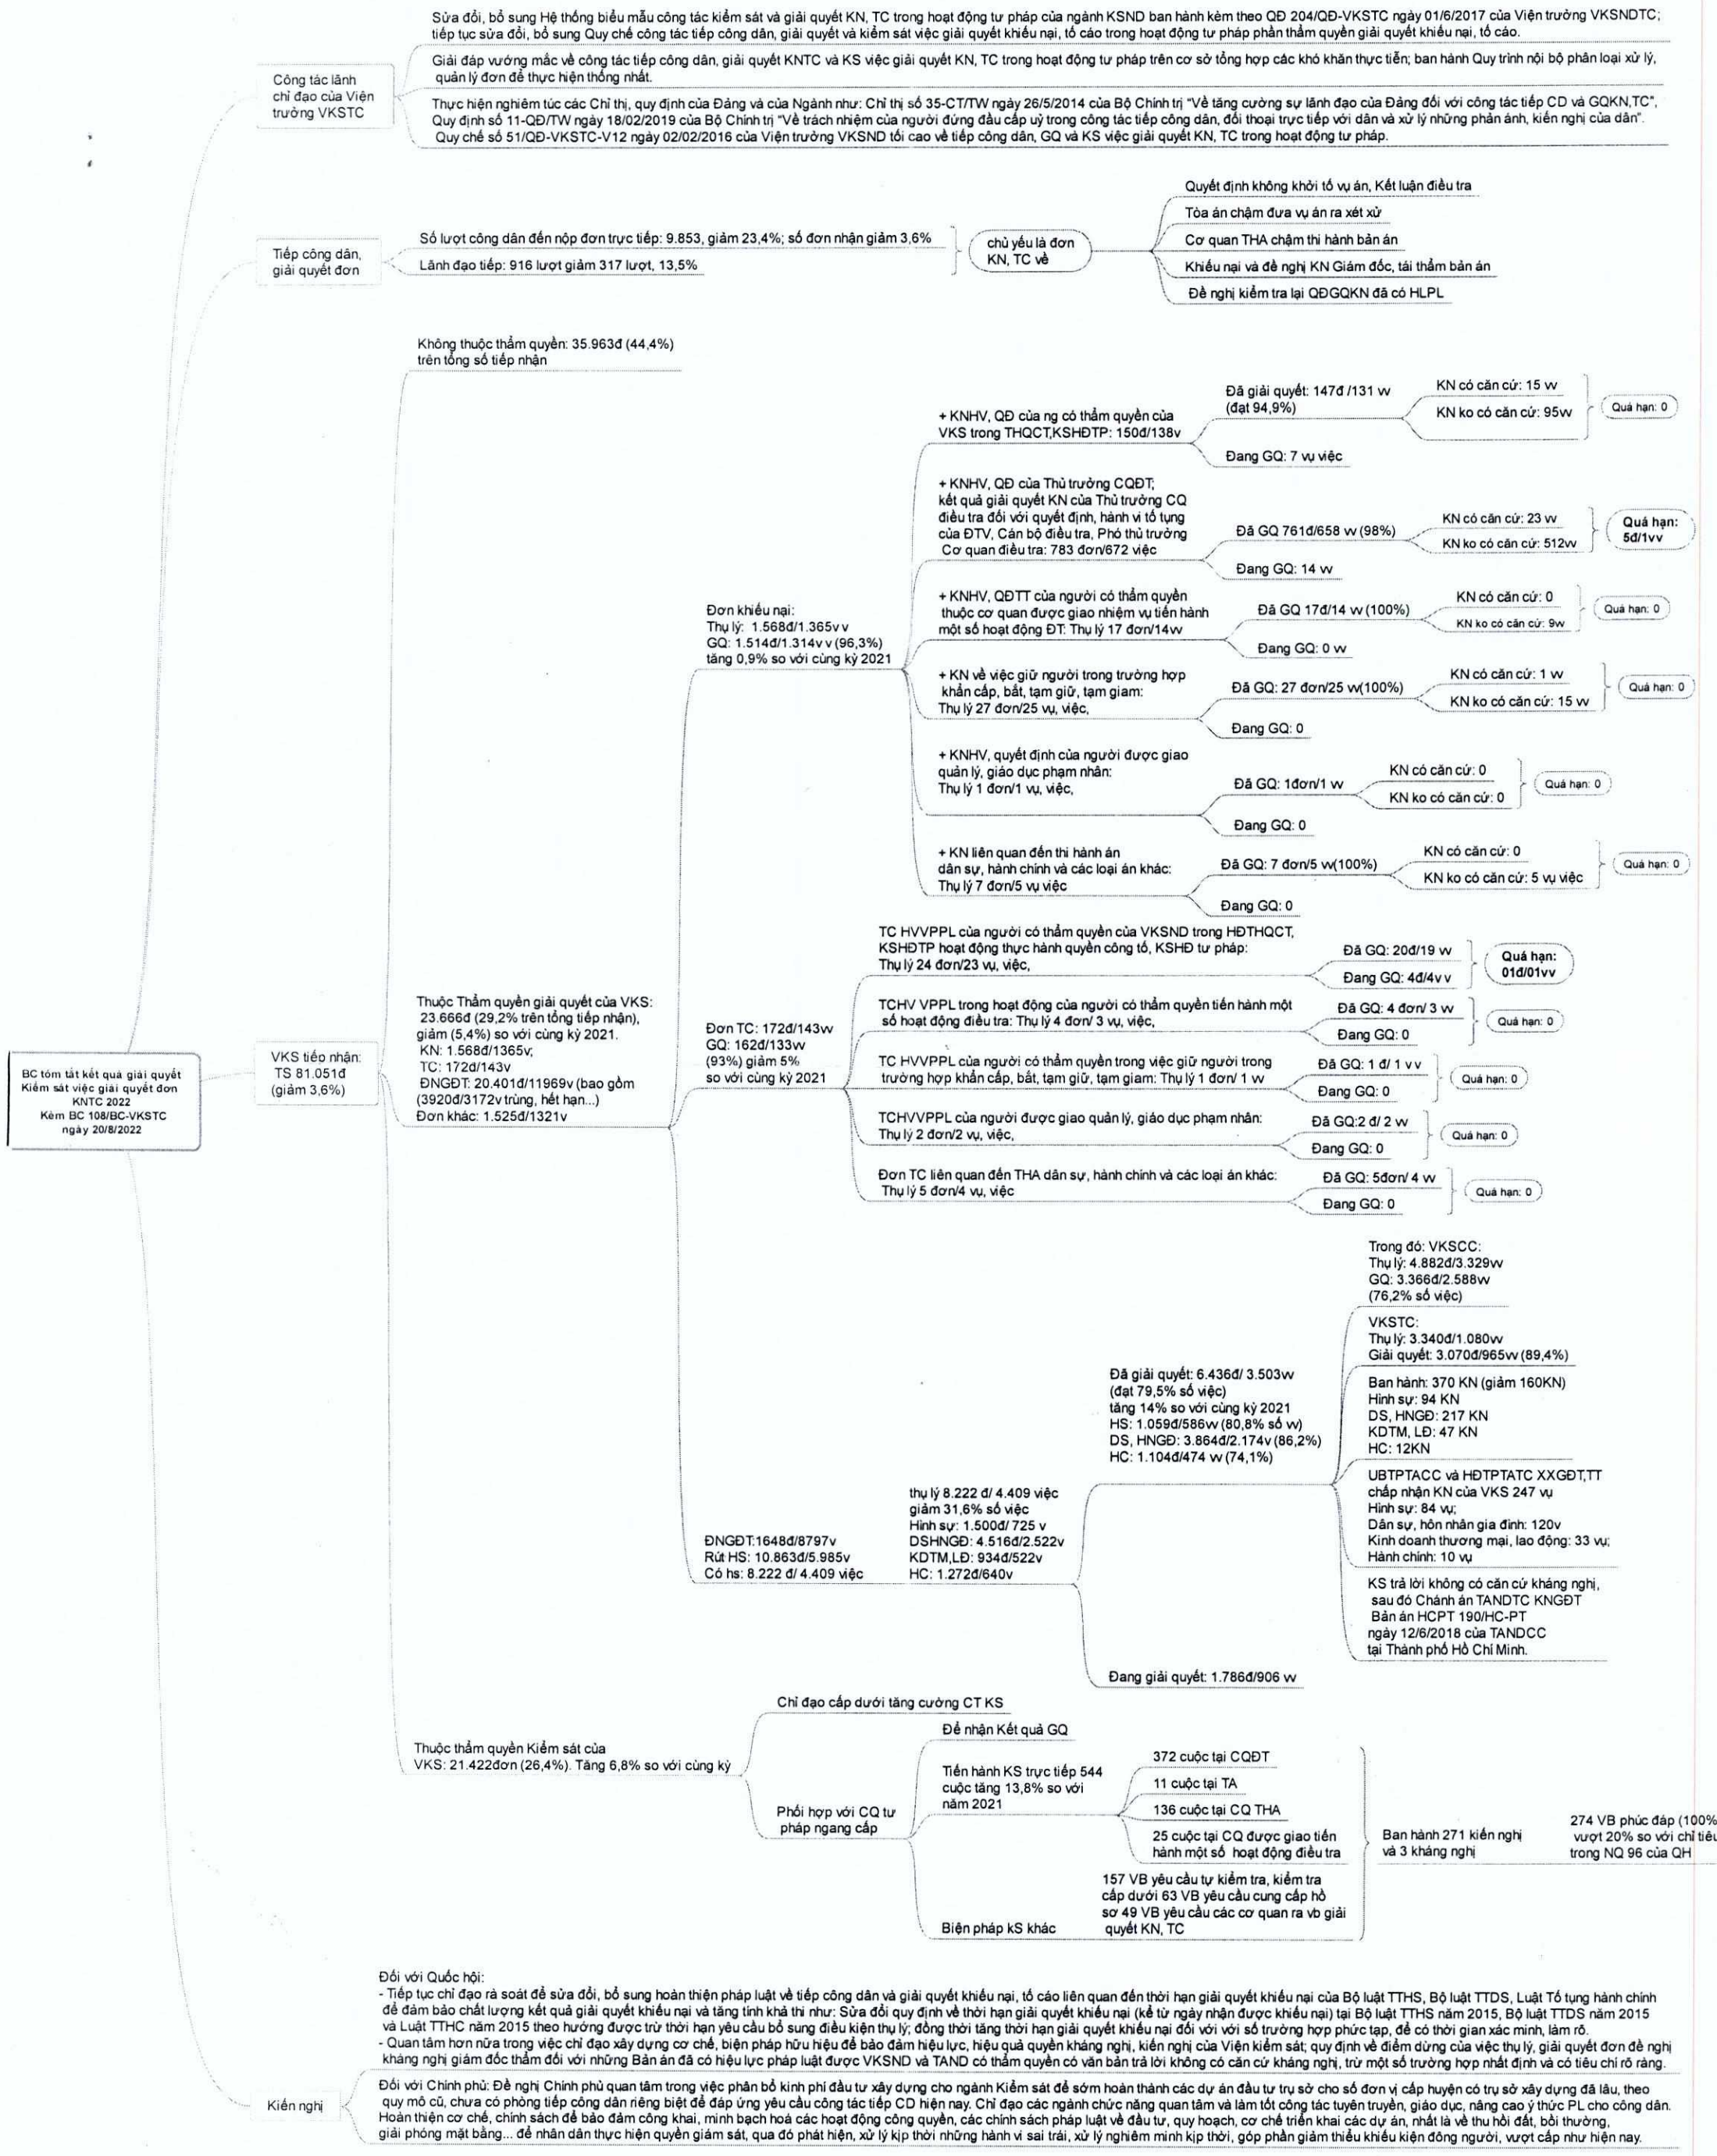 Sửa đổi, bổ sung Hệ thống biểu mẫu công tác kiểm sát và giải quyết KN, TC trong hoạt động tư pháp của ngành KSND ban hành kèm theo QĐ 204/QĐ-VKSTC ngày 01/6/2017 của Viện trưởng VKSNDTC;
tiếp tục sửa đổi, bổ sung Quy chế công tác tiếp công dân, giải quyết và kiểm sát việc giải quyết khiếu nại, tố cáo trong hoạt động tư pháp phần thẩm quyền giải quyết khiếu nại, tố cáo.
Công tác lãnh
chỉ đạo của Viện
trưởng VKSTC
Giải đáp vướng mắc về công tác tiếp công dân, giải quyết KNTC và KS việc giải quyết KN, TC trong hoạt động tư pháp trên cơ sở tổng hợp các khó khăn thực tiễn; ban hành Quy trình nội bộ phân loại xử lý,
quản lý đơn để thực hiện thống nhất.
Thực hiện nghiêm túc các Chỉ thị, quy định của Đảng và của Ngành như: Chỉ thị số 35-CT/TW ngày 26/5/2014 của Bộ Chính trị "Về tăng cường sự lãnh đạo của Đảng đối với công tác tiếp CD và GQKN,TC",
Quy định số 11-QĐ/TW ngày 18/02/2019 của Bộ Chính trị "Về trách nhiệm của người đứng đầu cấp uỷ trong công tác tiếp công dân, đối thoại trực tiếp với dân và xử lý những phản ánh, kiến nghị của dân".
Quy chế số 51/QĐ-VKSTC-V12 ngày 02/02/2016 của Viện trưởng VKSND tối cao về tiếp công dân, GQ và KS việc giải quyết KN, TC trong hoạt động tư pháp.
Tiếp công dân,
giải quyết đơn
Số lượt công dân đến nộp đơn trực tiếp: 9.853, giảm 23,4%; số đơn nhận giảm 3,6%
Lãnh đạo tiếp: 916 lượt giảm 317 lượt, 13,5%
chủ yếu là đơn
KN, TC về
Quyết định không khởi tố vụ án, Kết luận điều tra
Tòa án chậm đưa vụ án ra xét xử
Cơ quan THA chậm thi hành bản án
Khiếu nại và đề nghị KN Giám đốc, tái thẩm bản án
Đề nghị kiểm tra lại QĐGQKN đã có HLPL
BC tóm tắt kết quả giải quyết
Kiểm sát việc giải quyết đơn
KNTC 2022
Kèm BC 108/BC-VKSTC
ngày 20/8/2022
VKS tiếp nhận:
TS 81.051đ
(giảm 3,6%)
Không thuộc thẩm quyền: 35.963đ (44,4%)
trên tổng số tiếp nhận
Thuộc Thẩm quyền giải quyết của VKS:
23.666đ (29,2% trên tổng tiếp nhận),
giảm (5,4%) so với cùng kỳ 2021.
KN: 1.568đ/1365v;
TC: 172đ/143v
ĐNGĐT: 20.401đ/11969v (bao gồm
(3920đ/3172v trùng, hết hạn...)
Đơn khác: 1.525đ/1321v
Đơn khiếu nại:
Thụ lý: 1.568đ/1.365v v
GQ: 1.514đ/1.314v v (96,3%)
tăng 0,9% so với cùng kỳ 2021
+ KNHV, QĐ của ng có thẩm quyền của
VKS trong THQCT,KSHĐTP: 150đ/138v
Đã giải quyết: 147đ /131 vv
(đạt 94,9%)
KN có căn cứ: 15 vv
KN ko có căn cứ: 95vv
Quá hạn: 0
Đang GQ: 7 vụ việc
+ KNHV, QĐ của Thủ trưởng CQĐT;
kết quả giải quyết KN của Thủ trưởng CQ
điều tra đối với quyết định, hành vi tố tụng
của ĐTV, Cán bộ điều tra, Phó thủ trưởng
Cơ quan điều tra: 783 đơn/672 việc
Đã GQ 761đ/658 vv (98%)
KN có căn cứ: 23 vv
KN ko có căn cứ: 512vv
Quá hạn:
5đ/1vv
Đang GQ: 14 vv
+ KNHV, QĐTT của người có thẩm quyền
thuộc cơ quan được giao nhiệm vụ tiến hành
một số hoạt động ĐT: Thụ lý 17 đơn/14vv
Đã GQ 17đ/14 vv (100%)
KN có căn cứ: 0
KN ko có căn cứ: 9vv
Quá hạn: 0
Đang GQ: 0 vv
+ KN về việc giữ người trong trường hợp
khẩn cấp, bắt, tạm giữ, tạm giam:
Thụ lý 27 đơn/25 vụ, việc,
Đã GQ: 27 đơn/25 vv(100%)
KN có căn cứ: 1 vv
KN ko có căn cứ: 15 vv
Quá hạn: 0
Đang GQ: 0
+ KNHV, quyết định của người được giao
quản lý, giáo dục phạm nhân:
Thụ lý 1 đơn/1 vụ, việc,
Đã GQ: 1đơn/1 vv
KN có căn cứ: 0
KN ko có căn cứ: 0
Quá hạn: 0
Đang GQ: 0
+ KN liên quan đến thi hành án
dân sự, hành chính và các loại án khác:
Thụ lý 7 đơn/5 vụ việc
Đã GQ: 7 đơn/5 vv(100%)
KN có căn cứ: 0
KN ko có căn cứ: 5 vụ việc
Quá hạn: 0
Đang GQ: 0
Đơn TC: 172đ/143vv
GQ: 162đ/133vv
(93%) giảm 5%
so với cùng kỳ 2021
TC HVVPPL của người có thẩm quyền của VKSND trong HĐTHQCT,
KSHĐTP hoạt động thực hành quyền công tố, KSHĐ tư pháp:
Thụ lý 24 đơn/23 vụ, việc,
Đã GQ: 20đ/19 vv
Đang GQ: 4đ/4v v
Quá hạn:
01đ/01vv
TCHV VPPL trong hoạt động của người có thẩm quyền tiến hành một
số hoạt động điều tra: Thụ lý 4 đơn/ 3 vụ, việc,
Đã GQ: 4 đơn/ 3 vv
Đang GQ: 0
Quá hạn: 0
TC HVVPPL của người có thẩm quyền trong việc giữ người trong
trường hợp khẩn cấp, bắt, tạm giữ, tạm giam: Thụ lý 1 đơn/ 1 vv
Đã GQ: 1 đ/ 1 v v
Đang GQ: 0
Quá hạn: 0
TCHVVPPL của người được giao quản lý, giáo dục phạm nhân:
Thụ lý 2 đơn/2 vụ, việc,
Đã GQ:2 đ/ 2 vv
Đang GQ: 0
Quá hạn: 0
Đơn TC liên quan đến THA dân sự, hành chính và các loại án khác:
Thụ lý 5 đơn/4 vụ, việc
Đã GQ: 5đơn/ 4 vv
Đang GQ: 0
Quá hạn: 0
ĐNGĐT:1648đ/8797v
Rút HS: 10.863đ/5.985v
Có hs: 8.222 đ/ 4.409 việc
thụ lý 8.222 đ/ 4.409 việc
giảm 31,6% số việc
Hình sự: 1.500đ/ 725 v
DSHNGĐ: 4.516đ/2.522v
KDTM,LĐ: 934đ/522v
HC: 1.272đ/640v
Đã giải quyết: 6.436đ/ 3.503vv
(đạt 79,5% số việc)
tăng 14% so với cùng kỳ 2021
HS: 1.059đ/586vv (80,8% số vv)
DS, HNGĐ: 3.864đ/2.174v (86,2%)
HC: 1.104đ/474 vv (74,1%)
Trong đó: VKSCC:
Thụ lý: 4.882đ/3.329vv
GQ: 3.366đ/2.588vv
(76,2% số việc)
VKSTC:
Thụ lý: 3.340đ/1.080vv
Giải quyết: 3.070đ/965vv (89,4%)
Ban hành: 370 KN (giảm 160KN)
Hình sự: 94 KN
DS, HNGĐ: 217 KN
KDTM, LĐ: 47 KN
HC: 12KN
UBTPTACC và HĐTPTATC XXGĐT,TT
chấp nhận KN của VKS 247 vụ
Hình sự: 84 vụ;
Dân sự, hôn nhân gia đình: 120v
Kinh doanh thương mại, lao động: 33 vụ;
Hành chính: 10 vụ
KS trả lời không có căn cứ kháng nghị,
sau đó Chánh án TANDTC KNGĐT
Bản án HCPT 190/HC-PT
ngày 12/6/2018 của TANDCC
tại Thành phố Hồ Chí Minh.
Đang giải quyết: 1.786đ/906 vv
Thuộc thẩm quyền Kiểm sát của
VKS: 21.422đơn (26,4%). Tăng 6,8% so với cùng kỳ
Chỉ đạo cấp dưới tăng cường CT KS
Phối hợp với CQ tư
pháp ngang cấp
Để nhận Kết quả GQ
Tiến hành KS trực tiếp 544
cuộc tăng 13,8% so với
năm 2021
372 cuộc tại CQĐT
11 cuộc tại TA
136 cuộc tại CQ THA
25 cuộc tại CQ được giao tiến
hành một số hoạt động điều tra
Biện pháp kS khác
157 VB yêu cầu tự kiểm tra, kiểm tra
cấp dưới 63 VB yêu cầu cung cấp hồ
sơ 49 VB yêu cầu các cơ quan ra vb giải
quyết KN, TC
Ban hành 271 kiến nghị
và 3 kháng nghị
274 VB phúc đáp (100%
vượt 20% so với chỉ tiêu
trong NQ 96 của QH
Kiến nghị
Đối với Quốc hội:
- Tiếp tục chỉ đạo rà soát để sửa đổi, bổ sung hoàn thiện pháp luật về tiếp công dân và giải quyết khiếu nại, tố cáo liên quan đến thời hạn giải quyết khiếu nại của Bộ luật TTHS, Bộ luật TTDS, Luật Tố tụng hành chính
để đảm bảo chất lượng kết quả giải quyết khiếu nại và tăng tính khả thi như: Sửa đổi quy định về thời hạn giải quyết khiếu nại (kể từ ngày nhận được khiếu nại) tại Bộ luật TTHS năm 2015, Bộ luật TTDS năm 2015
và Luật TTHC năm 2015 theo hướng được trừ thời hạn yêu cầu bổ sung điều kiện thụ lý; đồng thời tăng thời hạn giải quyết khiếu nại đối với với số trường hợp phức tạp, để có thời gian xác minh, làm rõ.
- Quan tâm hơn nữa trong việc chỉ đạo xây dựng cơ chế, biện pháp hữu hiệu để bảo đảm hiệu lực, hiệu quả quyền kháng nghị, kiến nghị của Viện kiểm sát; quy định về điểm dừng của việc thụ lý, giải quyết đơn đề nghị
kháng nghị giám đốc thẩm đối với những Bản án đã có hiệu lực pháp luật được VKSND và TAND có thẩm quyền có văn bản trả lời không có căn cứ kháng nghị, trừ một số trường hợp nhất định và có tiêu chí rõ ràng.
Đối với Chính phủ: Đề nghị Chính phủ quan tâm trong việc phân bổ kinh phí đầu tư xây dựng cho ngành Kiểm sát để sớm hoàn thành các dự án đầu tư trụ sở cho số đơn vị cấp huyện có trụ sở xây dựng đã lâu, theo
quy mô cũ, chưa có phòng tiếp công dân riêng biệt để đáp ứng yêu cầu công tác tiếp CD hiện nay. Chỉ đạo các ngành chức năng quan tâm và làm tốt công tác tuyên truyền, giáo dục, nâng cao ý thức PL cho công dân.
Hoàn thiện cơ chế, chính sách để bảo đảm công khai, minh bạch hoá các hoạt động công quyền, các chính sách pháp luật về đầu tư, quy hoạch, cơ chế triển khai các dự án, nhất là về thu hồi đất, bồi thường,
giải phóng mặt bằng... để nhân dân thực hiện quyền giám sát, qua đó phát hiện, xử lý kịp thời những hành vi sai trái, xử lý nghiêm minh kịp thời, góp phần giảm thiểu khiếu kiện đông người, vượt cấp như hiện nay.